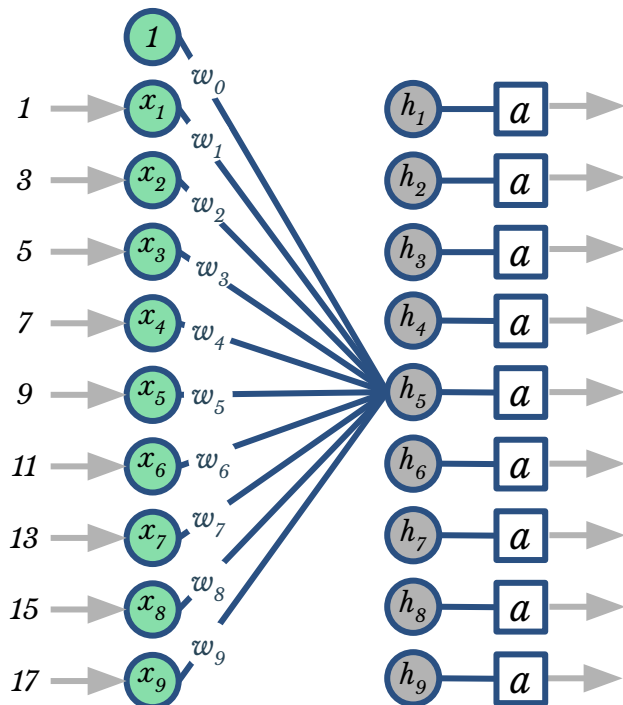 1
w₀
1 x₁ h₁ a
w₁
3 x₂ h₂ a
w₂
5 x₃ w₃ h₃ a
7 x₄ w₄ h₄ a
9 x₅ w₅ h₅ a
11 x₆ w₆ h₆ a
13 x₇ w₇ h₇ a
15 x₈ w₈ h₈ a
w₉
17 x₉ h₉ a